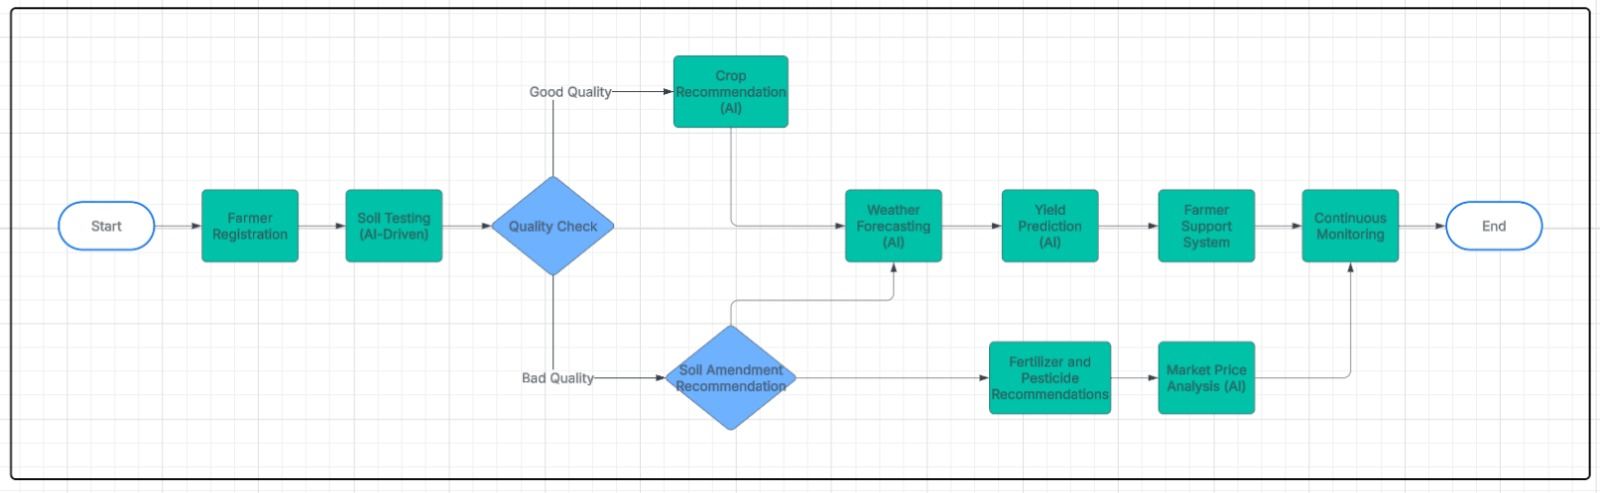 Start
Farmer
Registration
Soil Testing
(AI-Driven)
Quality Check
Good Quality
Crop
Recommendation
(AI)
Bad Quality
Soil Amendment
Recommendation
Weather
Forecasting
(AI)
Yield
Prediction
(AI)
Farmer
Support
System
Fertilizer and
Pesticide
Recommendations
Market Price
Analysis (AI)
Continuous
Monitoring
End